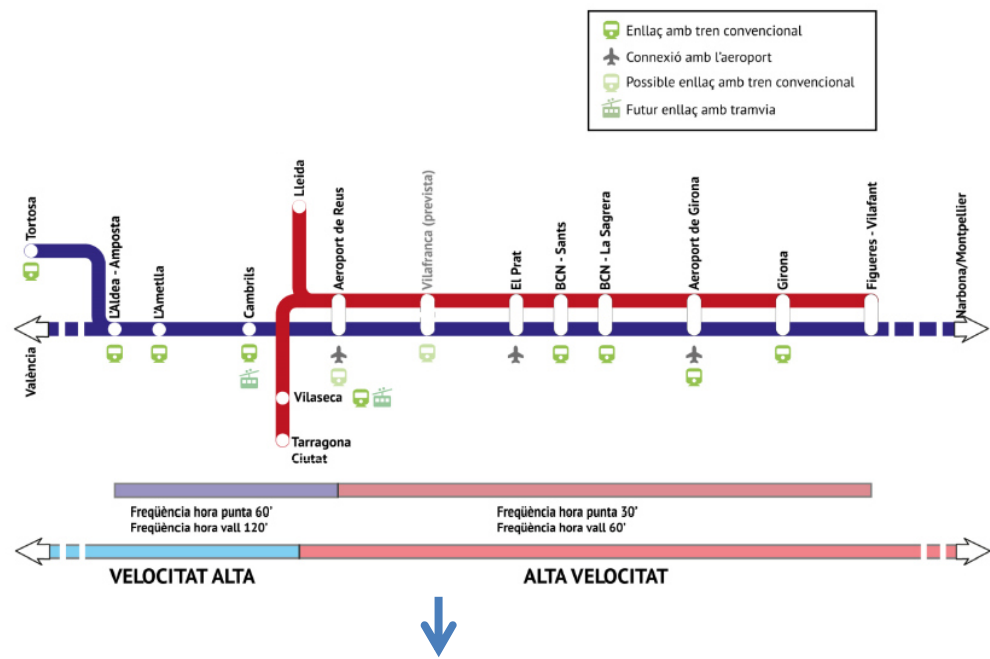 Enllaç amb tren convencional
Connexió amb l'aeroport
Possible enllaç amb tren convencional
Futur enllaç amb tramvia
Tortosa
L'Aldea - Amposta
L'Ametlla
Cambrils
Lleida
Aeroport de Reus
Vilafranca (prevista)
El Prat
BCN - Sants
BCN - La Sagrera
Aeroport de Girona
Girona
Figueres - Vilafant
Narbona/Montpellier
València
Vilaseca
Tarragona
Ciutat
Freqüència hora punta 60'
Freqüència hora vall 120'
Freqüència hora punta 30'
Freqüència hora vall 60'
VELOCITAT ALTA
ALTA VELOCITAT